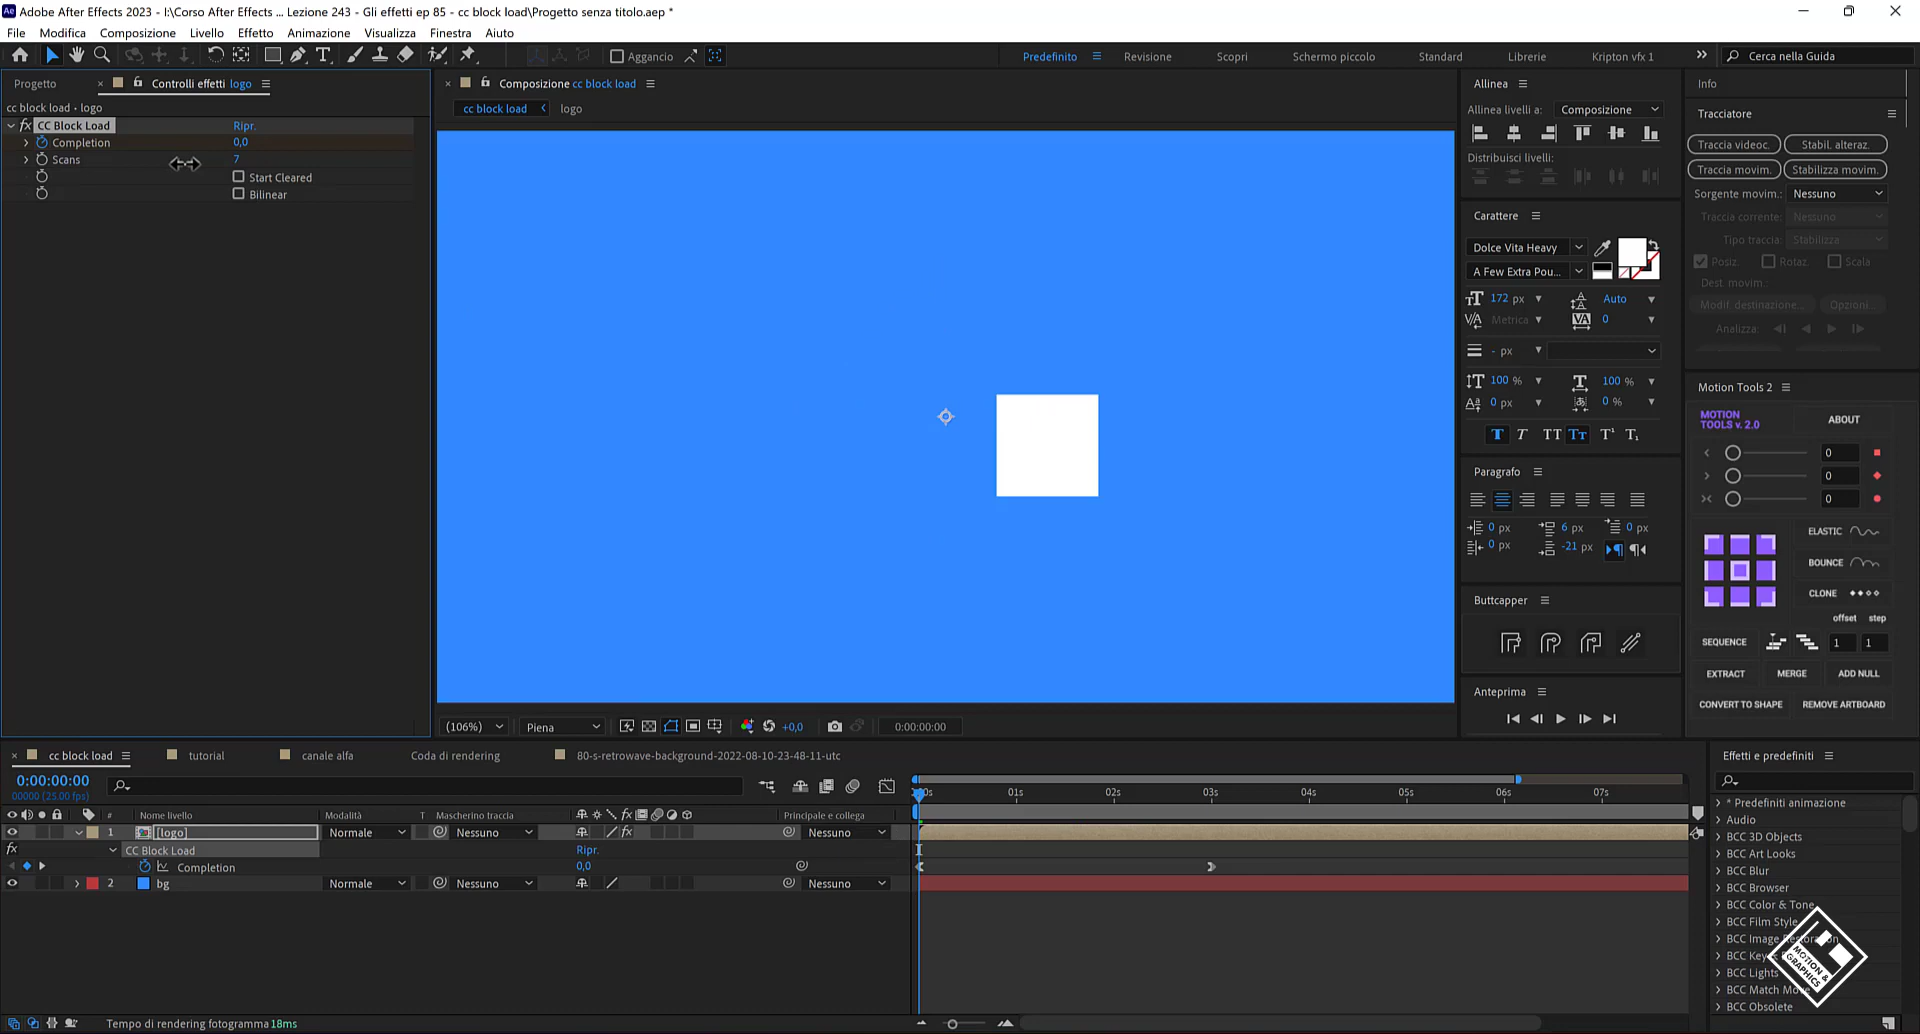 Adobe After Effects 2023 - I:\Corso After Effects ... Lezione 243 - Gli effetti ep 85 - cc block load\Progetto senza titolo.aep *
File Modifica Composizione Livello Effetto Animazione Visualizza Finestra Aiuto
Aggancio Predefinito Revisione Scopri Schermo piccolo Standard Librerie Kripton vfx 1 Cerca nella Guida
Progetto Controlli effetti logo
cc block load • logo
CC Block Load Ripr.
Completion 0,0
Scans 7
Start Cleared
Bilinear
Composizione cc block load
cc block load logo
(106%) Piena +0,0 0:00:00:00
Allinea
Allinea livelli a: Composizione
Distribuisci livelli:
Carattere
Dolce Vita Heavy
A Few Extra Pou...
172 px Auto
Metrica 0
- px
100 % 100 %
0 px 0 %
Paragrafo
0 px 6 px 0 px
0 px -21 px
Buttcapper
Anteprima
Info
Tracciatore
Traccia videoc. Stabil. alteraz.
Traccia movim. Stabilizza movim.
Sorgente movim.: Nessuno
Traccia corrente: Nessuno
Tipo traccia: Stabilizza
Posiz. Rotaz. Scala
Dest. movim.:
Modif. destinazione... Opzioni...
Analizza:
Motion Tools 2
MOTION
TOOLS v. 2.0 ABOUT
0
0
0
ELASTIC
BOUNCE
CLONE
offset step
SEQUENCE 1 1
EXTRACT MERGE ADD NULL
CONVERT TO SHAPE REMOVE ARTBOARD
cc block load tutorial canale alfa Coda di rendering 80-s-retrowave-background-2022-08-10-23-48-11-utc
0:00:00:00
00000 (25.00 fps)
01s 02s 03s 04s 05s 06s 07s
# Nome livello Modalità T Mascherino traccia Principale e collega
1 [logo] Normale Nessuno Nessuno
CC Block Load Ripr.
Completion 0,0
2 bg Normale Nessuno Nessuno
Tempo di rendering fotogramma 18ms
Effetti e predefiniti
* Predefiniti animazione
Audio
BCC 3D Objects
BCC Art Looks
BCC Blur
BCC Browser
BCC Color & Tone
BCC Film Style
BCC Image Restoration
BCC Key
BCC Lights
BCC Match Mo
BCC Obsolete
MOTION &
GRAPHICS